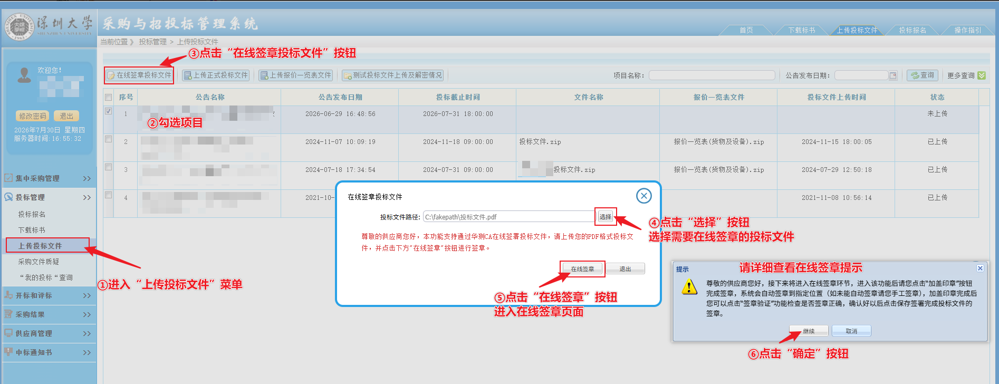 深圳大学
SHENZHEN UNIVERSITY
采购与招投标管理系统
首页
下载标书
上传投标文件
投标报名
操作指引
当前位置 》 投标管理 > 上传投标文件
欢迎您!
修改密码
退出
2026年7月30日 星期四
服务器时间:16:55:32
集中采购管理 >>
投标管理 >>
投标报名
下载标书
上传投标文件
采购文件质疑
“我的投标“查询
开标和评标 >>
采购结果 >>
供应商管理 >>
中标通知书 >>
①进入“上传投标文件”菜单
③点击“在线签章投标文件”按钮
在线签章投标文件
上传正式投标文件
上传报价一览表文件
测试投标文件上传及解密情况
项目名称:
公告发布日期:
查询
更多查询
序号 公告名称 公告发布日期 投标截止时间 文件名称 报价一览表文件 投标文件上传时间 状态
1 2026-06-29 16:48:56 2026-07-31 18:00:00 未上传
②勾选项目
2 2024-11-07 10:09:19 2024-11-18 09:00:00 投标文件.zip 报价一览表(货物及设备).zip 2024-11-15 18:00:05 已上传
3 2024-07-18 17:34:54 2024-07-31 09:00:00 投标文件.zip 报价一览表(货物及设备).zip 2024-07-29 12:50:18 已上传
4 2021-10- 2021-11-08 10:56:14 已上传
在线签章投标文件
投标文件路径: C:\fakepath\投标文件.pdf 选择
尊敬的供应商您好，本功能支持通过华测CA在线签署投标文件，请上传您的PDF格式投标文
件，并点击下方"在线签章"按钮进行签章。
在线签章
退出
④点击“选择”按钮
选择需要在线签章的投标文件
⑤点击“在线签章”按钮
进入在线签章页面
请详细查看在线签章提示
提示
尊敬的供应商您好，接下来将进入在线签章环节，进入该功能后请您点击“加盖印章”按钮
完成签章，系统会自动签章到指定位置（如未能自动签章请您手工签章），加盖印章完成后
您可以点击“签章验证”功能检查是否签章正确，确认好以后点击保存签署完成投标文件的
签章。
继续
取消
⑥点击“确定”按钮